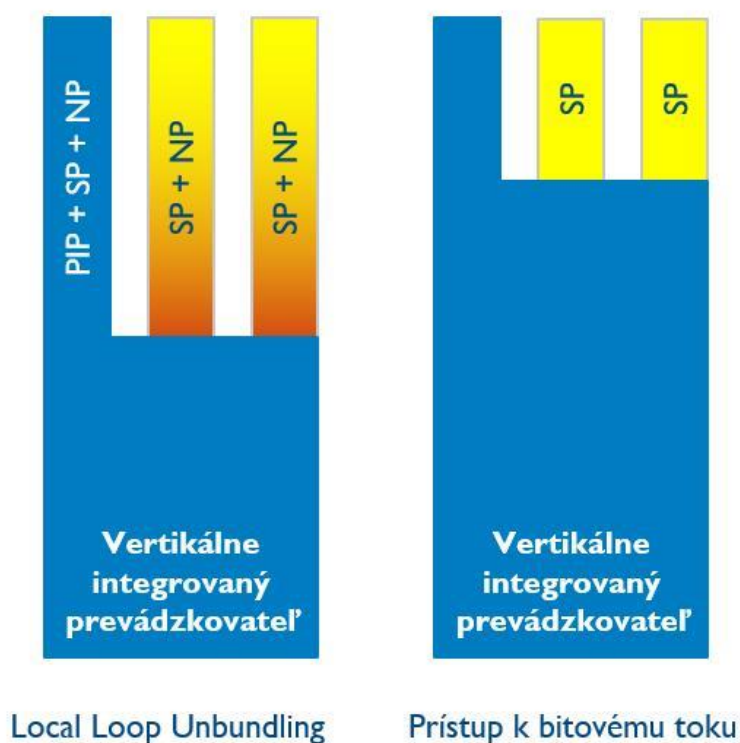 PIP + SP + NP
SP + NP
SP + NP
Vertikálne
integrovaný
prevádzkovateľ
Local Loop Unbundling
SP
SP
Vertikálne
integrovaný
prevádzkovateľ
Prístup k bitovému toku